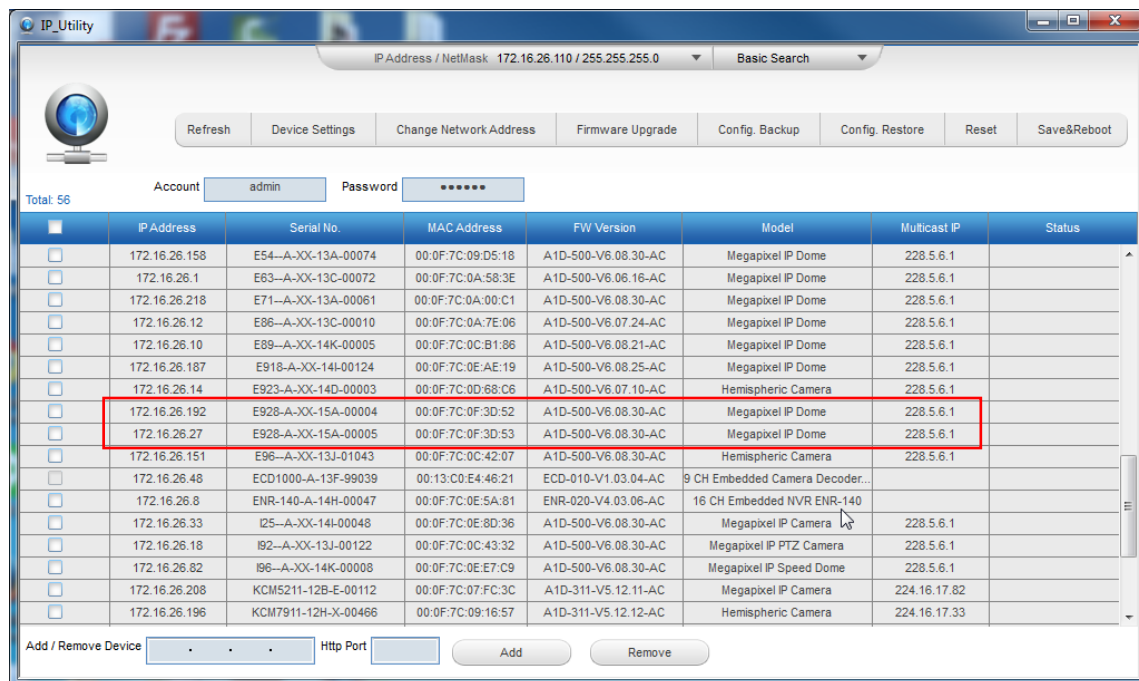 IP_Utility
IP Address / NetMask 172.16.26.110 / 255.255.255.0 Basic Search
Refresh Device Settings Change Network Address Firmware Upgrade Config. Backup Config. Restore Reset Save&Reboot
Account admin Password ••••••
Total: 56
IP Address Serial No. MAC Address FW Version Model Multicast IP Status
172.16.26.158 E54--A-XX-13A-00074 00:0F:7C:09:D5:18 A1D-500-V6.08.30-AC Megapixel IP Dome 228.5.6.1
172.16.26.1 E63--A-XX-13C-00072 00:0F:7C:0A:58:3E A1D-500-V6.06.16-AC Megapixel IP Dome 228.5.6.1
172.16.26.218 E71--A-XX-13A-00061 00:0F:7C:0A:00:C1 A1D-500-V6.08.30-AC Megapixel IP Dome 228.5.6.1
172.16.26.12 E86--A-XX-13C-00010 00:0F:7C:0A:7E:06 A1D-500-V6.07.24-AC Megapixel IP Dome 228.5.6.1
172.16.26.10 E89--A-XX-14K-00005 00:0F:7C:0C:B1:86 A1D-500-V6.08.21-AC Megapixel IP Dome 228.5.6.1
172.16.26.187 E918-A-XX-14I-00124 00:0F:7C:0E:AE:19 A1D-500-V6.08.25-AC Megapixel IP Dome 228.5.6.1
172.16.26.14 E923-A-XX-14D-00003 00:0F:7C:0D:68:C6 A1D-500-V6.07.10-AC Hemispheric Camera 228.5.6.1
172.16.26.192 E928-A-XX-15A-00004 00:0F:7C:0F:3D:52 A1D-500-V6.08.30-AC Megapixel IP Dome 228.5.6.1
172.16.26.27 E928-A-XX-15A-00005 00:0F:7C:0F:3D:53 A1D-500-V6.08.30-AC Megapixel IP Dome 228.5.6.1
172.16.26.151 E96--A-XX-13J-01043 00:0F:7C:0C:42:07 A1D-500-V6.08.30-AC Hemispheric Camera 228.5.6.1
172.16.26.48 ECD1000-A-13F-99039 00:13:C0:E4:46:21 ECD-010-V1.03.04-AC 9 CH Embedded Camera Decoder...
172.16.26.8 ENR-140-A-14H-00047 00:0F:7C:0E:5A:81 ENR-020-V4.03.06-AC 16 CH Embedded NVR ENR-140
172.16.26.33 I25--A-XX-14I-00048 00:0F:7C:0E:8D:36 A1D-500-V6.08.30-AC Megapixel IP Camera 228.5.6.1
172.16.26.18 I92--A-XX-13J-00122 00:0F:7C:0C:43:32 A1D-500-V6.08.30-AC Megapixel IP PTZ Camera 228.5.6.1
172.16.26.82 I96--A-XX-14K-00008 00:0F:7C:0E:E7:C9 A1D-500-V6.08.30-AC Megapixel IP Speed Dome 228.5.6.1
172.16.26.208 KCM5211-12B-E-00112 00:0F:7C:07:FC:3C A1D-311-V5.12.11-AC Megapixel IP Camera 224.16.17.82
172.16.26.196 KCM7911-12H-X-00466 00:0F:7C:09:16:57 A1D-311-V5.12.12-AC Hemispheric Camera 224.16.17.33
Add / Remove Device . . . Http Port Add Remove